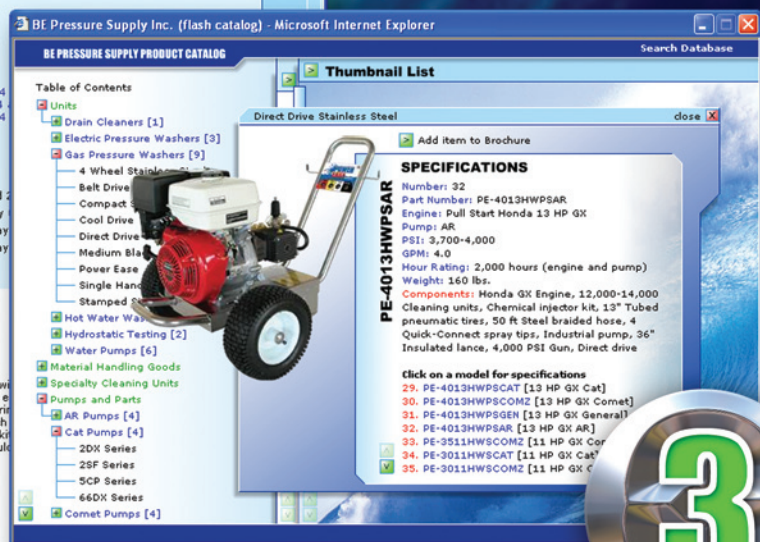 BE Pressure Supply Inc. (flash catalog) - Microsoft Internet Explorer
BE PRESSURE SUPPLY PRODUCT CATALOG
Search Database
Thumbnail List
Table of Contents
Units
Drain Cleaners [1]
Electric Pressure Washers [3]
Gas Pressure Washers [9]
4 Wheel
Belt Drive
Compact
Cool Drive
Direct Drive
Medium
Power Ease
Single
Stamped
Hot Water
Hydrostatic Testing [2]
Water Pumps [6]
Material Handling Goods
Specialty Cleaning Units
Pumps and Parts
AR Pumps [4]
Cat Pumps [4]
2DX Series
2SF Series
5CP Series
66DX Series
Comet Pumps [4]
Direct Drive Stainless Steel
close
Add item to Brochure
PE-4013HWPSAR
SPECIFICATIONS
Number: 32
Part Number: PE-4013HWPSAR
Engine: Pull Start Honda 13 HP GX
Pump: AR
PSI: 3,700-4,000
GPM: 4.0
Hour Rating: 2,000 hours (engine and pump)
Weight: 160 lbs.
Components: Honda GX Engine, 12,000-14,000
Cleaning units, Chemical injector kit, 13" Tubed
pneumatic tires, 50 ft Steel braided hose, 4
Quick-Connect spray tips, Industrial pump, 36"
Insulated lance, 4,000 PSI Gun, Direct drive
Click on a model for specifications
29. PE-4013HWPSCAT [13 HP GX Cat]
30. PE-4013HWPSCOMZ [13 HP GX Comet]
31. PE-4013HWPSGEN [13 HP GX General]
32. PE-4013HWPSAR [13 HP GX AR]
33. PE-3511HWSCOMZ [11 HP GX
34. PE-3011HWSCAT [11 HP GX Cat]
35. PE-3011HWSCOMZ [11 HP GX
3